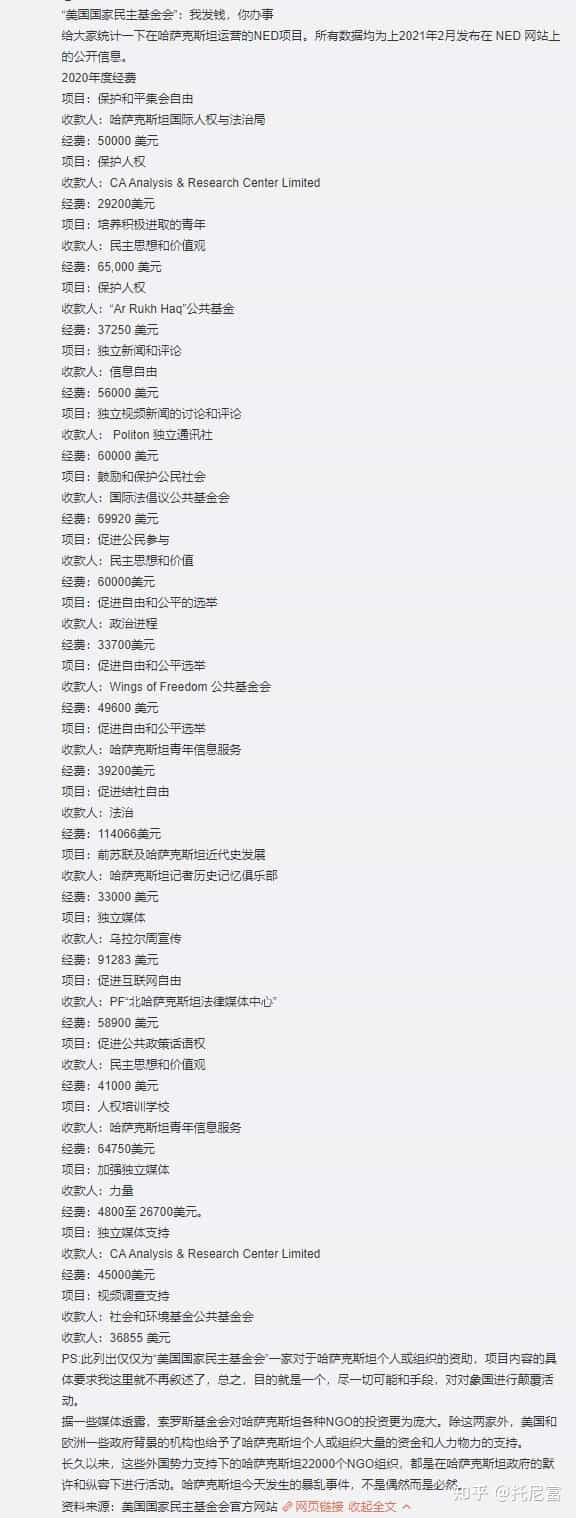 “美国国家民主基金会”：我发钱，你办事
给大家统计一下在哈萨克斯坦运营的NED项目。所有数据均为上2021年2月发布在 NED 网站上
的公开信息。
2020年度经费
项目：保护和平集会自由
收款人：哈萨克斯坦国际人权与法治局
经费：50000 美元
项目：保护人权
收款人：CA Analysis & Research Center Limited
经费：29200美元
项目：培养积极进取的青年
收款人：民主思想和价值观
经费：65,000 美元
项目：保护人权
收款人：“Ar Rukh Haq”公共基金
经费：37250 美元
项目：独立新闻和评论
收款人：信息自由
经费：56000 美元
项目：独立视频新闻的讨论和评论
收款人： Politon 独立通讯社
经费：60000 美元
项目：鼓励和保护公民社会
收款人：国际法倡议公共基金会
经费：69920 美元
项目：促进公民参与
收款人：民主思想和价值
经费：60000美元
项目：促进自由和公平的选举
收款人：政治进程
经费：33700美元
项目：促进自由和公平选举
收款人：Wings of Freedom 公共基金会
经费：49600 美元
项目：促进自由和公平选举
收款人：哈萨克斯坦青年信息服务
经费：39200美元
项目：促进结社自由
收款人：法治
经费：114066美元
项目：前苏联及哈萨克斯坦近代史发展
收款人：哈萨克斯坦记者历史记忆俱乐部
经费：33000 美元
项目：独立媒体
收款人：乌拉尔周宣传
经费：91283 美元
项目：促进互联网自由
收款人：PF“北哈萨克斯坦法律媒体中心”
经费：58900 美元
项目：促进公共政策话语权
收款人：民主思想和价值观
经费：41000 美元
项目：人权培训学校
收款人：哈萨克斯坦青年信息服务
经费：64750美元
项目：加强独立媒体
收款人：力量
经费：4800至 26700美元。
项目：独立媒体支持
收款人：CA Analysis & Research Center Limited
经费：45000美元
项目：视频调查支持
收款人：社会和环境基金公共基金会
收款人：36855 美元
PS:此列出仅仅为“美国国家民主基金会”一家对于哈萨克斯坦个人或组织的资助，项目内容的具
体要求我这里就不再叙述了，总之，目的就是一个，尽一切可能和手段，对对象国进行颠覆活
动。
据一些媒体透露，索罗斯基金会对哈萨克斯坦各种NGO的投资更为庞大。除这两家外，美国和
欧洲一些政府背景的机构也给予了哈萨克斯坦个人或组织大量的资金和人力物力的支持。
长久以来，这些外国势力支持下的哈萨克斯坦22000个NGO组织，都是在哈萨克斯坦政府的默
许和纵容下进行活动。哈萨克斯坦今天发生的暴乱事件，不是偶然而是必然。
资料来源：美国国家民主基金会官方网站 网页链接 收起全文
知乎 @托尼富